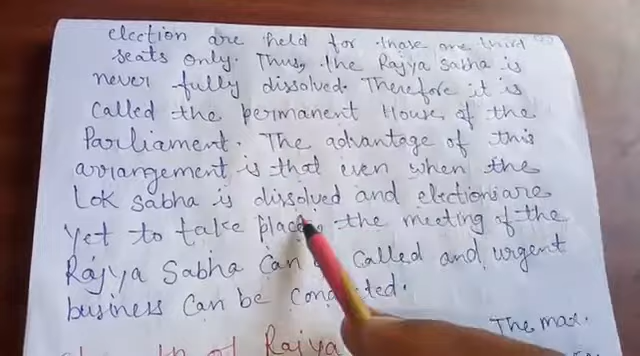 election are held for those one third
seats only. Thus, the Rajya sabha is
never fully dissolved. Therefore it is
called the permanent House, of the
Parliament. The advantage of this
arrangement is that even when the
Lok sabha is dissolved and elections are
yet to take place, the meeting of the
Rajya Sabha can be called and urgent
business can be conducted.
The max.
of Rajya